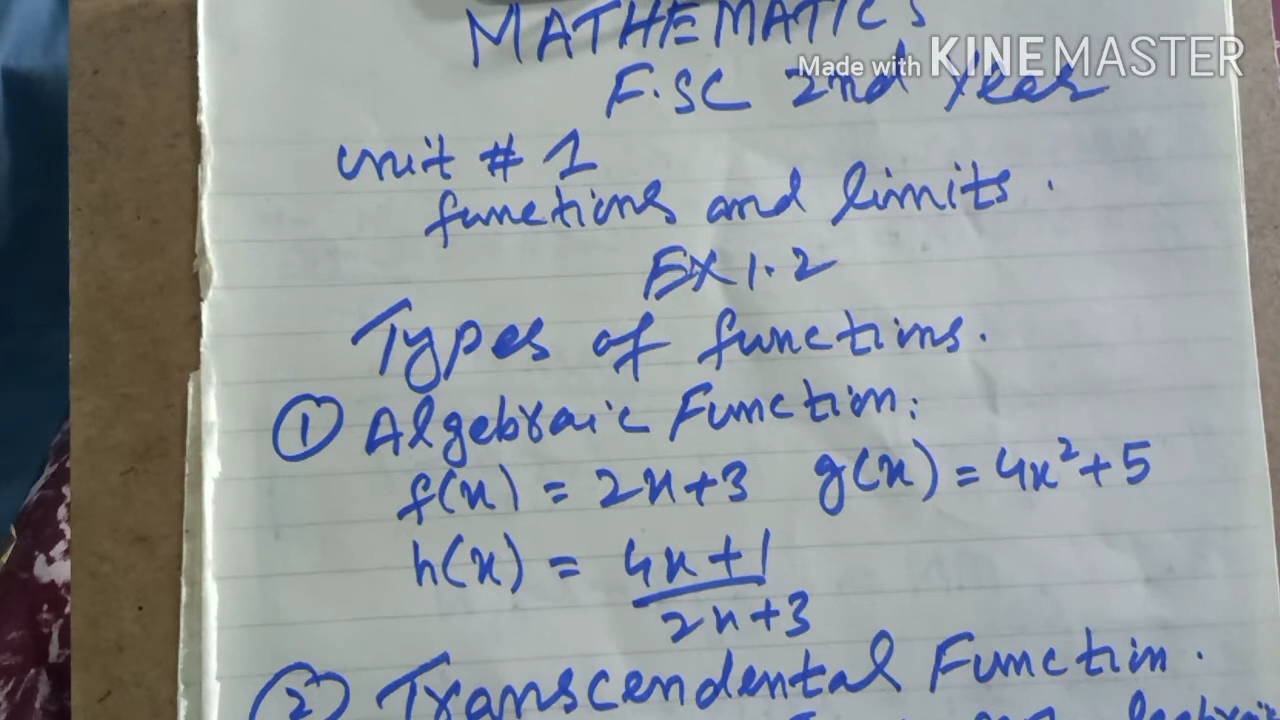 MATHEMATICS
Made with KINEMASTER
F.SC 2nd Year
unit # 1
functions and limits.
EX 1.2
Types of functions.
① Algebraic Function:
f(x) = 2x+3 g(x) = 4x²+5
h(x) = 4x+1
2x+3
② Transcendental Function.